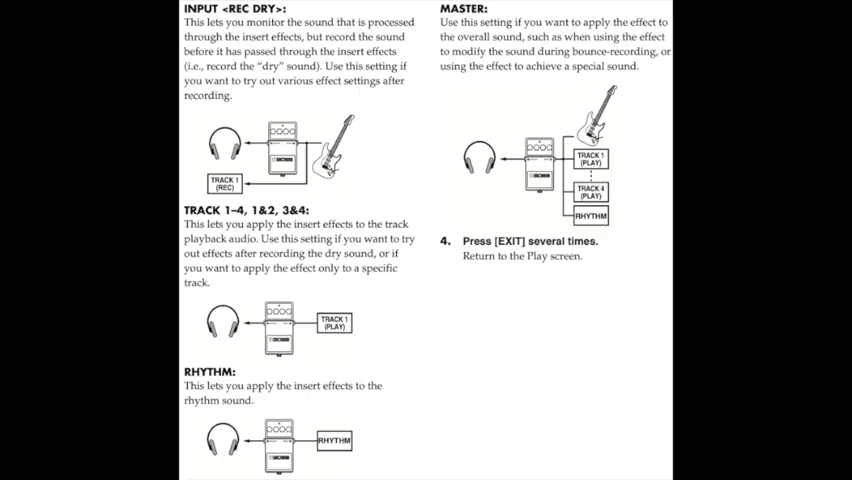 INPUT <REC DRY>:
This lets you monitor the sound that is processed
through the insert effects, but record the sound
before it has passed through the insert effects
(i.e., record the “dry” sound). Use this setting if
you want to try out various effect settings after
recording.
BOSS
TRACK 1
(REC)
TRACK 1–4, 1&2, 3&4:
This lets you apply the insert effects to the track
playback audio. Use this setting if you want to try
out effects after recording the dry sound, or if
you want to apply the effect only to a specific
track.
TRACK 1
(PLAY)
BOSS
RHYTHM:
This lets you apply the insert effects to the
rhythm sound.
RHYTHM
BOSS
MASTER:
Use this setting if you want to apply the effect to
the overall sound, such as when using the effect
to modify the sound during bounce-recording, or
using the effect to achieve a special sound.
TRACK 1
(PLAY)
BOSS
TRACK 4
(PLAY)
RHYTHM
4. Press [EXIT] several times.
Return to the Play screen.